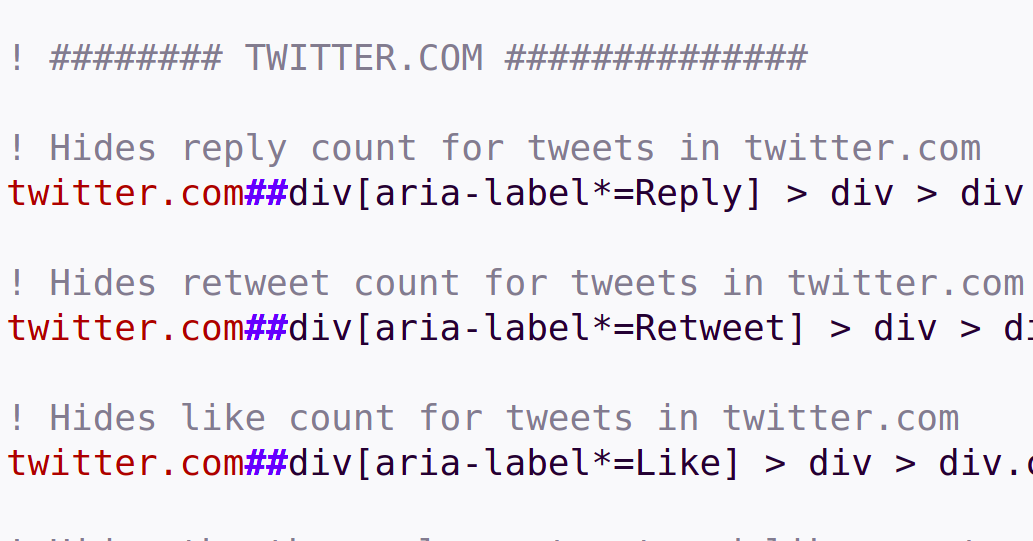 ! ######## TWITTER.COM ##############
! Hides reply count for tweets in twitter.com
twitter.com##div[aria-label*=Reply] > div > div
! Hides retweet count for tweets in twitter.com
twitter.com##div[aria-label*=Retweet] > div > di
! Hides like count for tweets in twitter.com
twitter.com##div[aria-label*=Like] > div > div.c